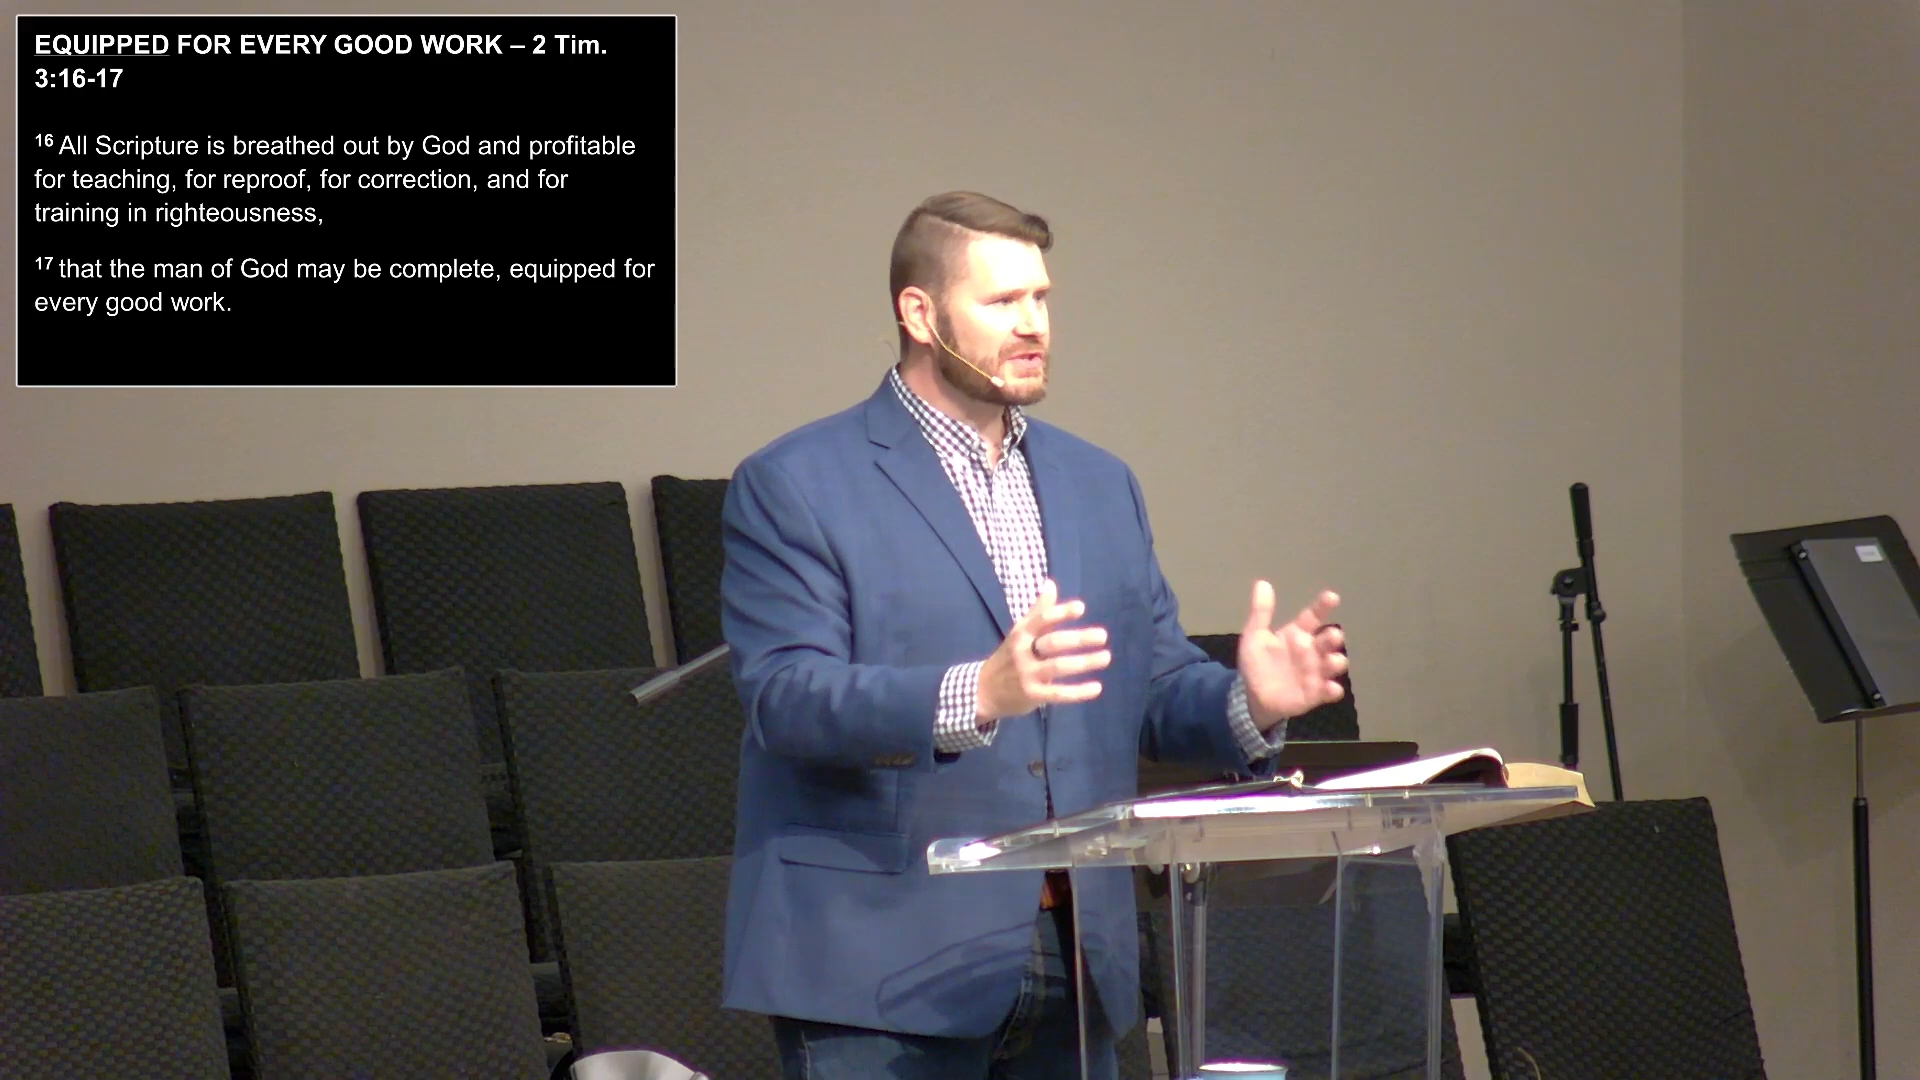 EQUIPPED FOR EVERY GOOD WORK – 2 Tim.
3:16-17
16 All Scripture is breathed out by God and profitable
for teaching, for reproof, for correction, and for
training in righteousness,
17 that the man of God may be complete, equipped for
every good work.